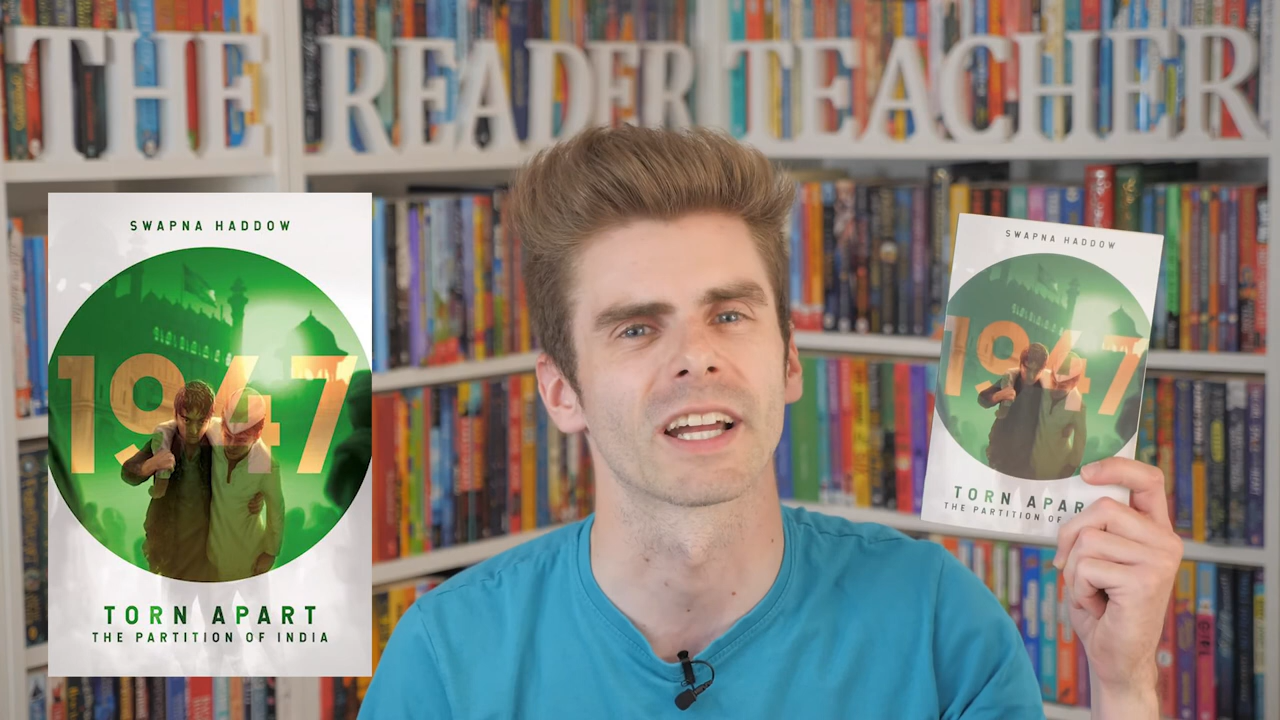 THE READER TEACHER
SWAPNA HADDOW
1947
TORN APART
THE PARTITION OF INDIA
SWAPNA HADDOW
1947
TORN APAR
THE PARTITION OF